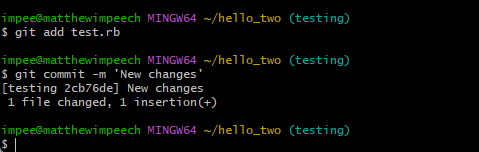 impee@matthewimpeech MINGW64 ~/hello_two (testing)
$ git add test.rb
impee@matthewimpeech MINGW64 ~/hello_two (testing)
$ git commit -m 'New changes'
[testing 2cb76de] New changes
 1 file changed, 1 insertion(+)
impee@matthewimpeech MINGW64 ~/hello_two (testing)
$